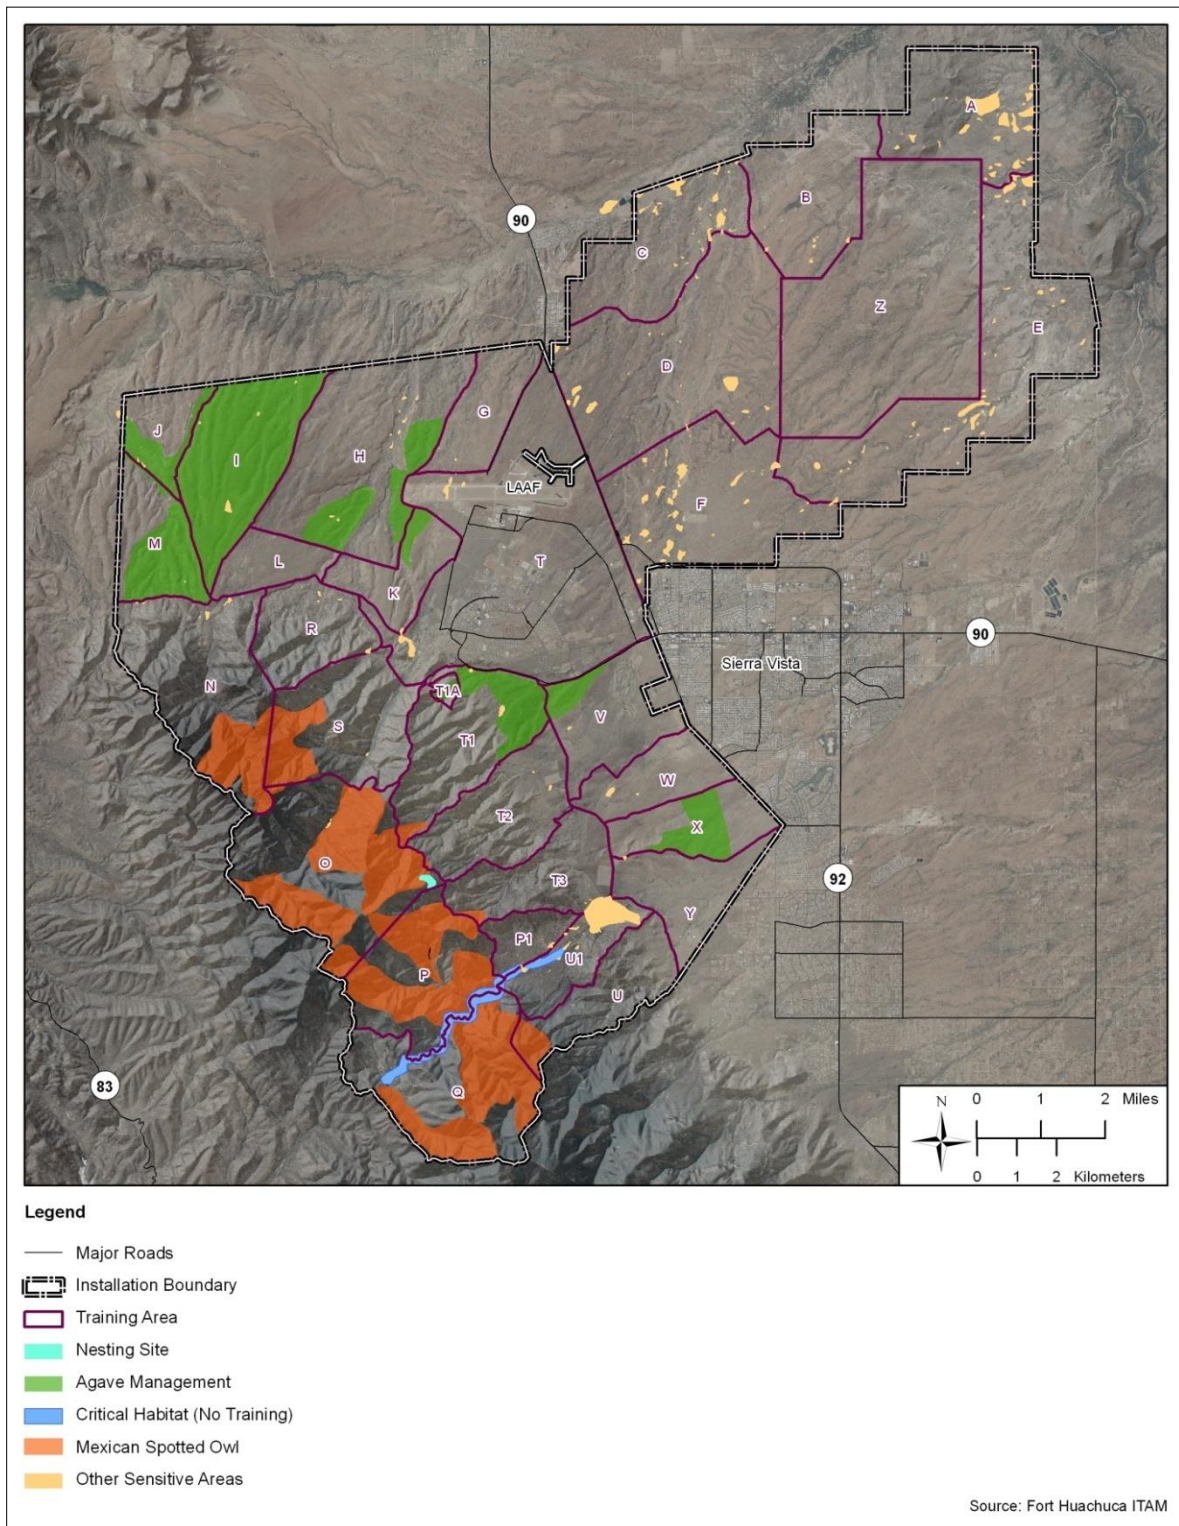 A
B
90
C
Z
E
D
G
J
H
I
LAAF
F
M
L
T
K
R
90
Sierra Vista
N
T1A
V
S
T1
W
T2
X
O
92
T3
Y
P1
U1
P
U
83
Q
N 0 1 2 Miles
0 1 2 Kilometers
Legend
Major Roads
Installation Boundary
Training Area
Nesting Site
Agave Management
Critical Habitat (No Training)
Mexican Spotted Owl
Other Sensitive Areas
Source: Fort Huachuca ITAM